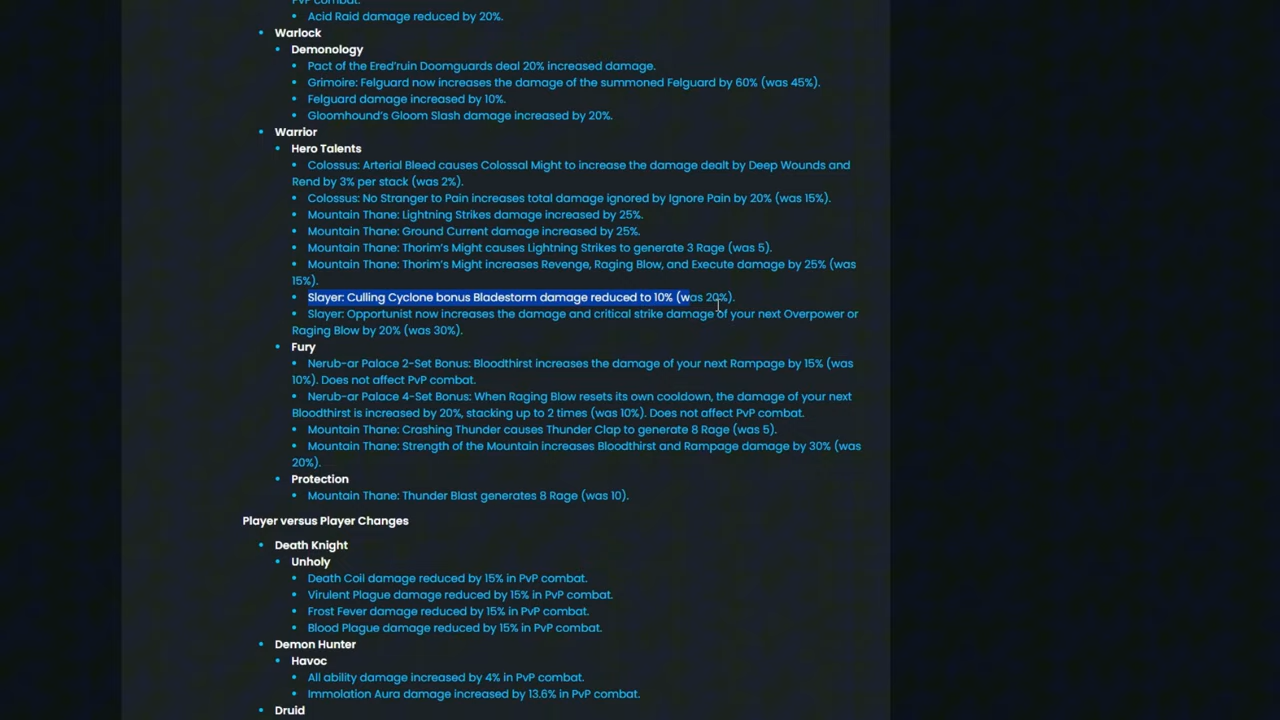 PvP combat.
• Acid Raid damage reduced by 20%.
• Warlock
• Demonology
• Pact of the Ered'ruin Doomguards deal 20% increased damage.
• Grimoire: Felguard now increases the damage of the summoned Felguard by 60% (was 45%).
• Felguard damage increased by 10%.
• Gloomhound's Gloom Slash damage increased by 20%.
• Warrior
• Hero Talents
• Colossus: Arterial Bleed causes Colossal Might to increase the damage dealt by Deep Wounds and
Rend by 3% per stack (was 2%).
• Colossus: No Stranger to Pain increases total damage ignored by Ignore Pain by 20% (was 15%).
• Mountain Thane: Lightning Strikes damage increased by 25%.
• Mountain Thane: Ground Current damage increased by 25%.
• Mountain Thane: Thorim's Might causes Lightning Strikes to generate 3 Rage (was 5).
• Mountain Thane: Thorim's Might increases Revenge, Raging Blow, and Execute damage by 25% (was
15%).
• Slayer: Culling Cyclone bonus Bladestorm damage reduced to 10% (was 20%).
• Slayer: Opportunist now increases the damage and critical strike damage of your next Overpower or
Raging Blow by 20% (was 30%).
• Fury
• Nerub-ar Palace 2-Set Bonus: Bloodthirst increases the damage of your next Rampage by 15% (was
10%). Does not affect PvP combat.
• Nerub-ar Palace 4-Set Bonus: When Raging Blow resets its own cooldown, the damage of your next
Bloodthirst is increased by 20%, stacking up to 2 times (was 10%). Does not affect PvP combat.
• Mountain Thane: Crashing Thunder causes Thunder Clap to generate 8 Rage (was 5).
• Mountain Thane: Strength of the Mountain increases Bloodthirst and Rampage damage by 30% (was
20%).
• Protection
• Mountain Thane: Thunder Blast generates 8 Rage (was 10).
Player versus Player Changes
• Death Knight
• Unholy
• Death Coil damage reduced by 15% in PvP combat.
• Virulent Plague damage reduced by 15% in PvP combat.
• Frost Fever damage reduced by 15% in PvP combat.
• Blood Plague damage reduced by 15% in PvP combat.
• Demon Hunter
• Havoc
• All ability damage increased by 4% in PvP combat.
• Immolation Aura damage increased by 13.6% in PvP combat.
• Druid